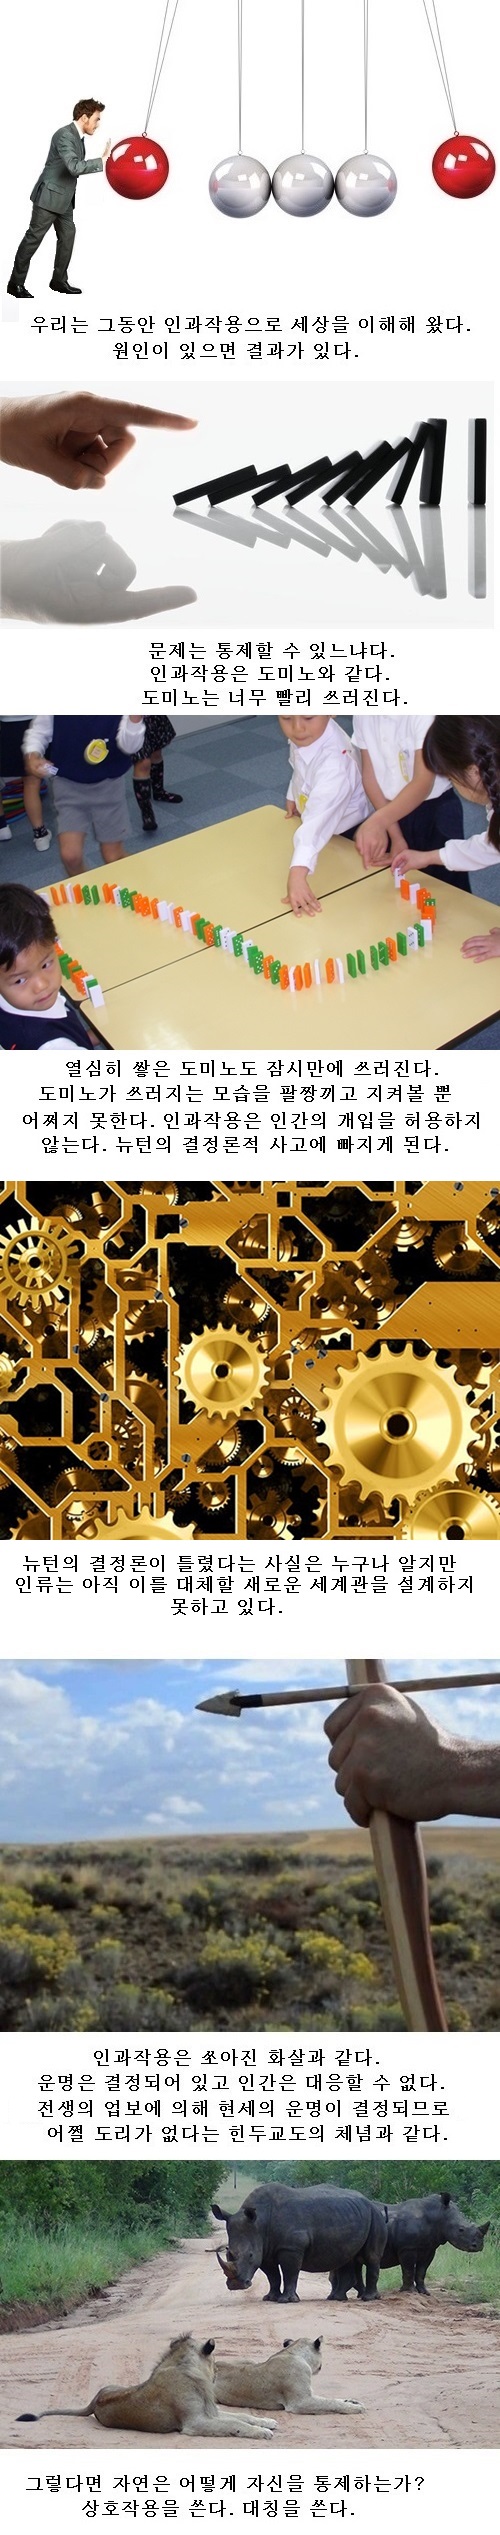 우리는 그동안 인과작용으로 세상을 이해해 왔다.
원인이 있으면 결과가 있다.
문제는 통제할 수 있느냐다.
인과작용은 도미노와 같다.
도미노는 너무 빨리 쓰러진다.
열심히 쌓은 도미노도 잠시만에 쓰러진다.
도미노가 쓰러지는 모습을 팔짱끼고 지켜볼 뿐
어쩌지 못한다. 인과작용은 인간의 개입을 허용하지
않는다. 뉴턴의 결정론적 사고에 빠지게 된다.
뉴턴의 결정론이 틀렸다는 사실은 누구나 알지만
인류는 아직 이를 대체할 새로운 세계관을 설계하지
못하고 있다.
인과작용은 쏘아진 화살과 같다.
운명은 결정되어 있고 인간은 대응할 수 없다.
전생의 업보에 의해 현세의 운명이 결정되므로
어쩔 도리가 없다는 힌두교도의 체념과 같다.
그렇다면 자연은 어떻게 자신을 통제하는가?
상호작용을 쓴다. 대칭을 쓴다.